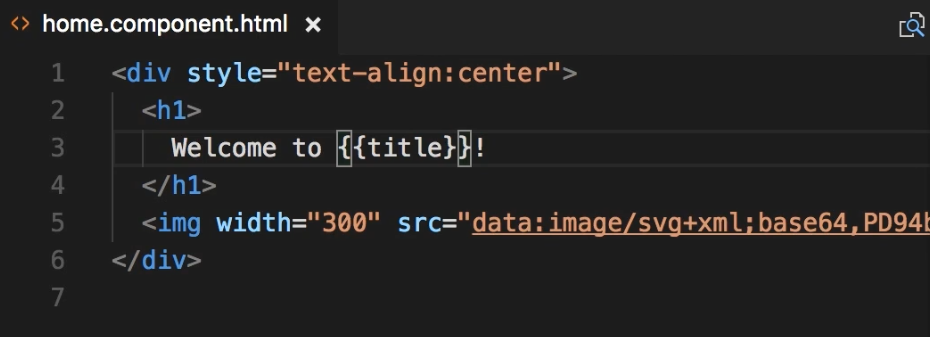 home.component.html
1 <div style="text-align:center">
2 <h1>
3 Welcome to {{title}}!
4 </h1>
5 <img width="300" src="data:image/svg+xml;base64,PD94
6 </div>
7